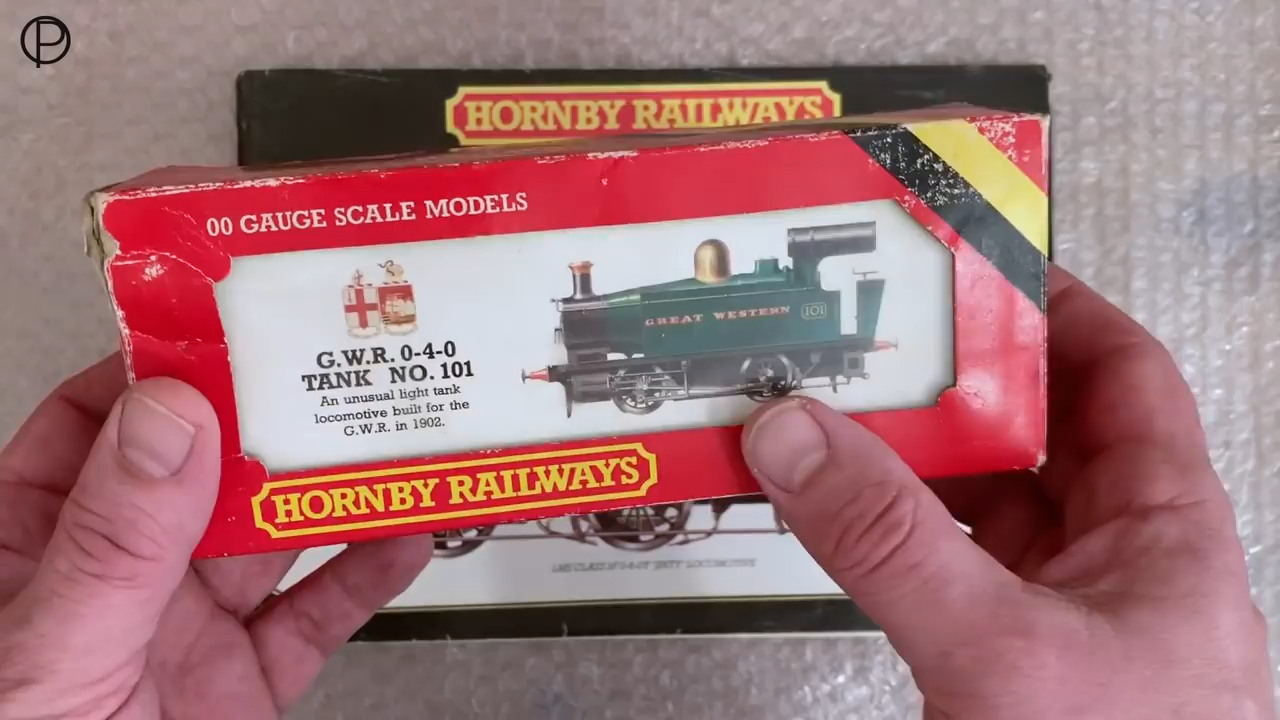 HORNBY RAILWAYS
00 GAUGE SCALE MODELS
G.W.R. 0-4-0
TANK NO. 101
An unusual light tank
locomotive built for the
G.W.R. in 1902.
GREAT WESTERN 101
HORNBY RAILWAYS
LOCOMOTIVE